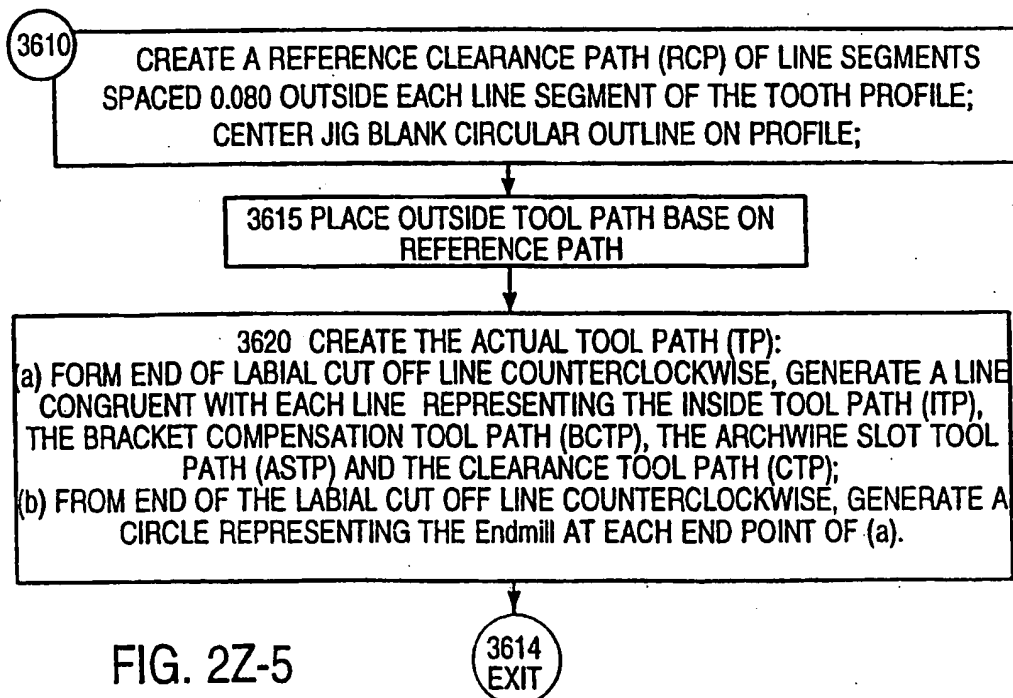 3610
CREATE A REFERENCE CLEARANCE PATH (RCP) OF LINE SEGMENTS
SPACED 0.080 OUTSIDE EACH LINE SEGMENT OF THE TOOTH PROFILE;
CENTER JIG BLANK CIRCULAR OUTLINE ON PROFILE;
3615 PLACE OUTSIDE TOOL PATH BASE ON
REFERENCE PATH
3620 CREATE THE ACTUAL TOOL PATH (TP):
(a) FORM END OF LABIAL CUT OFF LINE COUNTERCLOCKWISE, GENERATE A LINE
CONGRUENT WITH EACH LINE REPRESENTING THE INSIDE TOOL PATH (ITP),
THE BRACKET COMPENSATION TOOL PATH (BCTP), THE ARCHWIRE SLOT TOOL
PATH (ASTP) AND THE CLEARANCE TOOL PATH (CTP);
(b) FROM END OF THE LABIAL CUT OFF LINE COUNTERCLOCKWISE, GENERATE A
CIRCLE REPRESENTING THE Endmill AT EACH END POINT OF (a).
3614
EXIT
FIG. 2Z-5